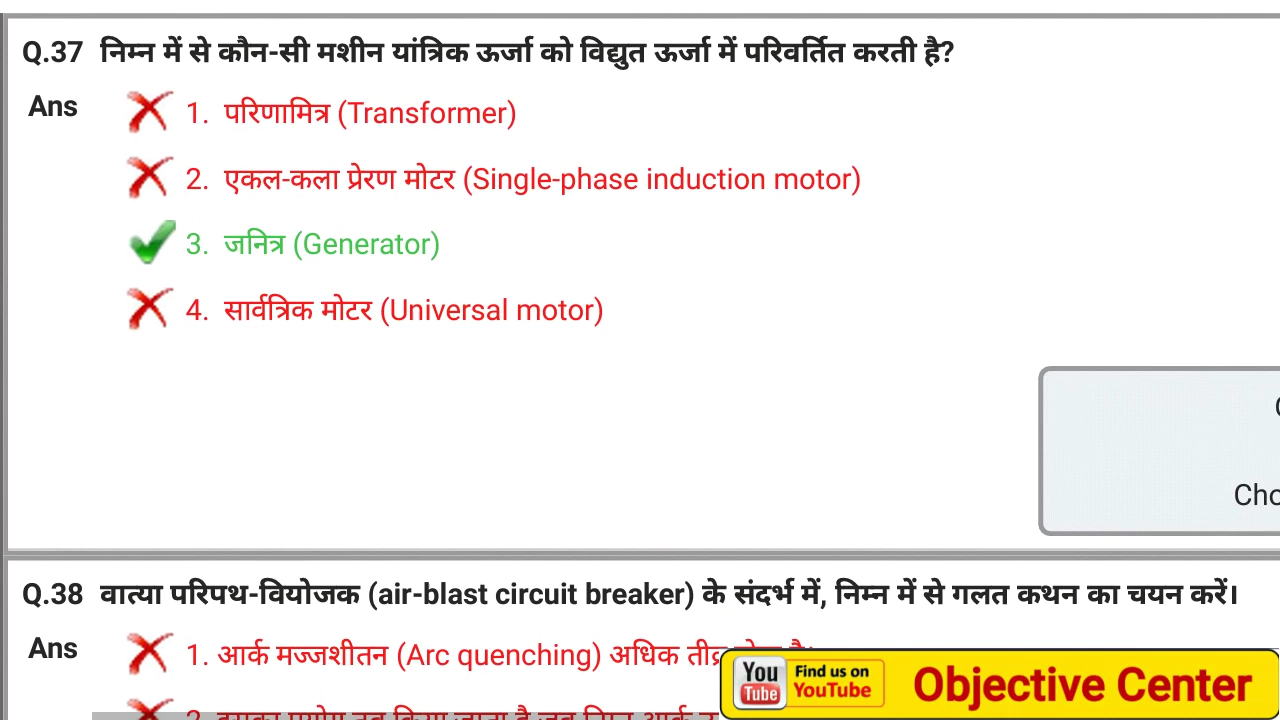 Q.37 निम्न में से कौन-सी मशीन यांत्रिक ऊर्जा को विद्युत ऊर्जा में परिवर्तित करती है?
Ans
1. परिणामित्र (Transformer)
2. एकल-कला प्रेरण मोटर (Single-phase induction motor)
3. जनित्र (Generator)
4. सार्वत्रिक मोटर (Universal motor)
Q.38 वात्या परिपथ-वियोजक (air-blast circuit breaker) के संदर्भ में, निम्न में से गलत कथन का चयन करें।
Ans
1. आर्क मज्जशीतन (Arc quenching) अधिक तीव्र
You Tube
Find us on YouTube
Objective Center